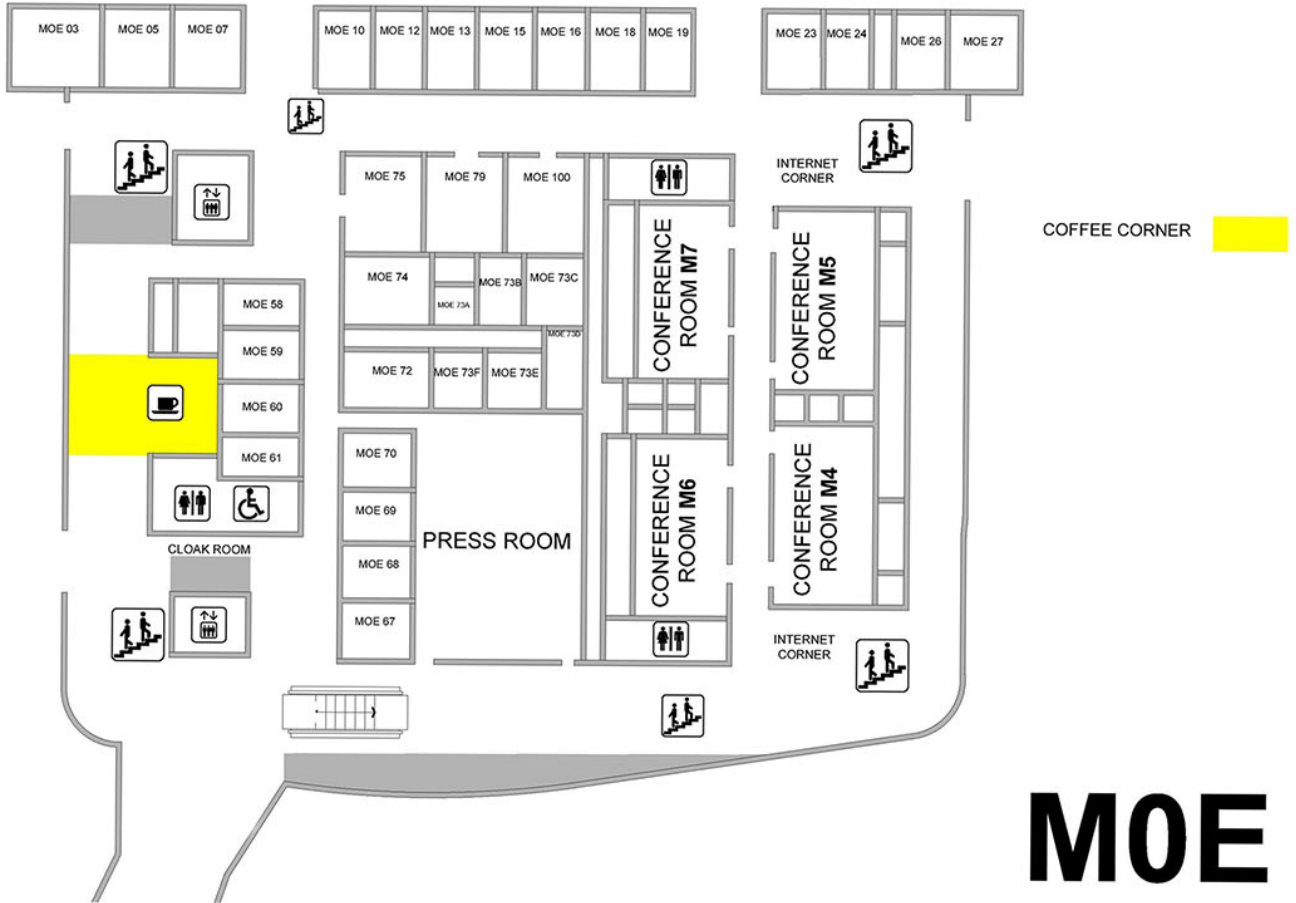 MOE 03
MOE 05
MOE 07
MOE 10
MOE 12
MOE 13
MOE 15
MOE 16
MOE 18
MOE 19
MOE 23
MOE 24
MOE 26
MOE 27
INTERNET
CORNER
MOE 75
MOE 79
MOE 100
COFFEE CORNER
CONFERENCE
ROOM M7
CONFERENCE
ROOM M5
MOE 74
MOE 73A
MOE 73B
MOE 73C
MOE 58
MOE 59
MOE 73D
MOE 72
MOE 73F
MOE 73E
MOE 60
MOE 61
MOE 70
MOE 69
CONFERENCE
ROOM M6
CONFERENCE
ROOM M4
PRESS ROOM
CLOAK ROOM
MOE 68
MOE 67
INTERNET
CORNER
M0E